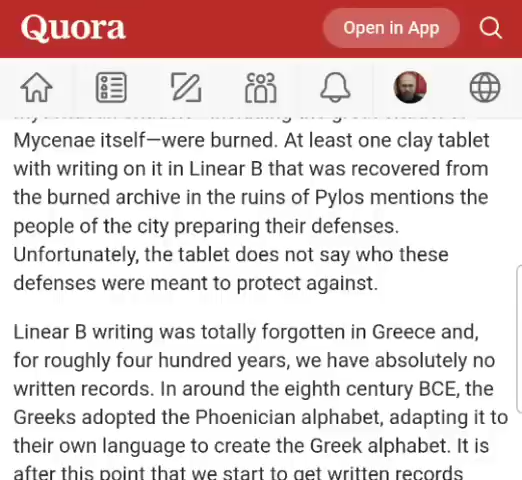 Quora
Open in App
Mycenae itself—were burned. At least one clay tablet
with writing on it in Linear B that was recovered from
the burned archive in the ruins of Pylos mentions the
people of the city preparing their defenses.
Unfortunately, the tablet does not say who these
defenses were meant to protect against.
Linear B writing was totally forgotten in Greece and,
for roughly four hundred years, we have absolutely no
written records. In around the eighth century BCE, the
Greeks adopted the Phoenician alphabet, adapting it to
their own language to create the Greek alphabet. It is
after this point that we start to get written records